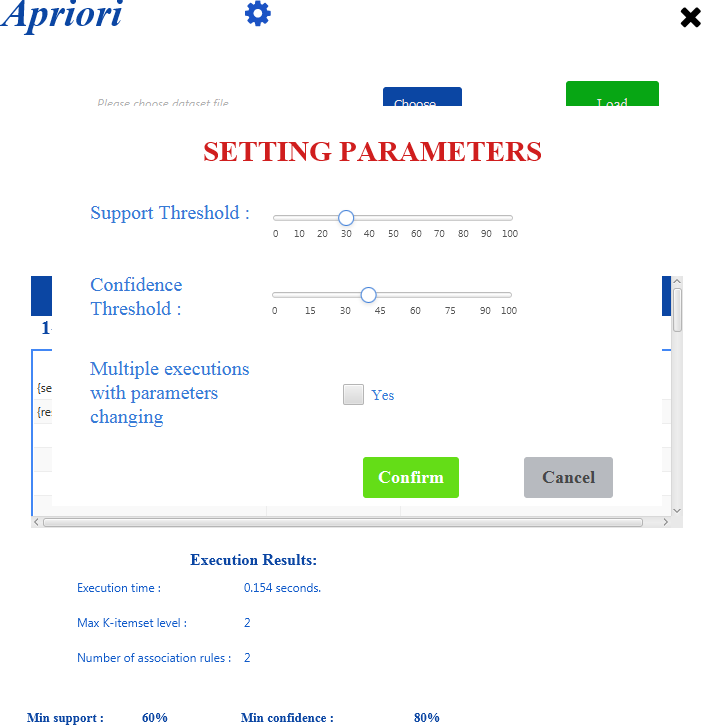 Apriori
Please choose dataset file
Choose
Load
SETTING PARAMETERS
Support Threshold :
0 10 20 30 40 50 60 70 80 90 100
Confidence
Threshold :
0 15 30 45 60 75 90 100
Multiple executions
with parameters
changing
Yes
Confirm
Cancel
{se
{re
Execution Results:
Execution time : 0.154 seconds.
Max K-itemset level : 2
Number of association rules : 2
Min support : 60% Min confidence : 80%